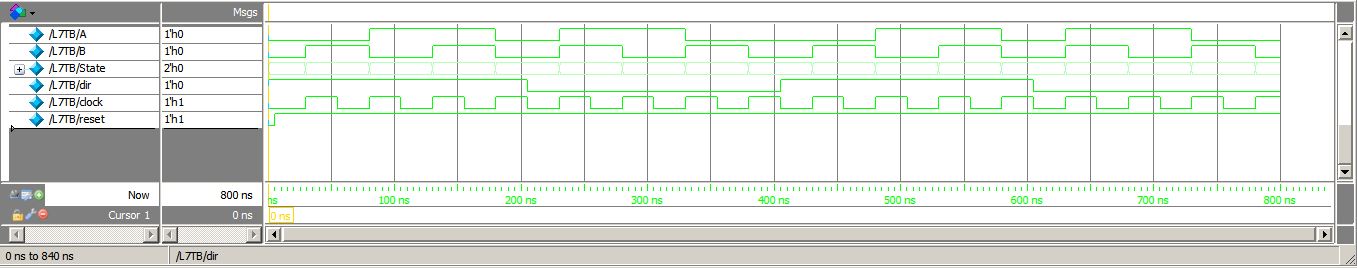 Msgs
/L7TB/A 1'h0
/L7TB/B 1'h0
/L7TB/State 2'h0
/L7TB/dir 1'h0
/L7TB/clock 1'h1
/L7TB/reset 1'h1
Now 800 ns ns 100 ns 200 ns 300 ns 400 ns 500 ns 600 ns 700 ns 800 ns
Cursor 1 0 ns 0 ns
0 ns to 840 ns /L7TB/dir